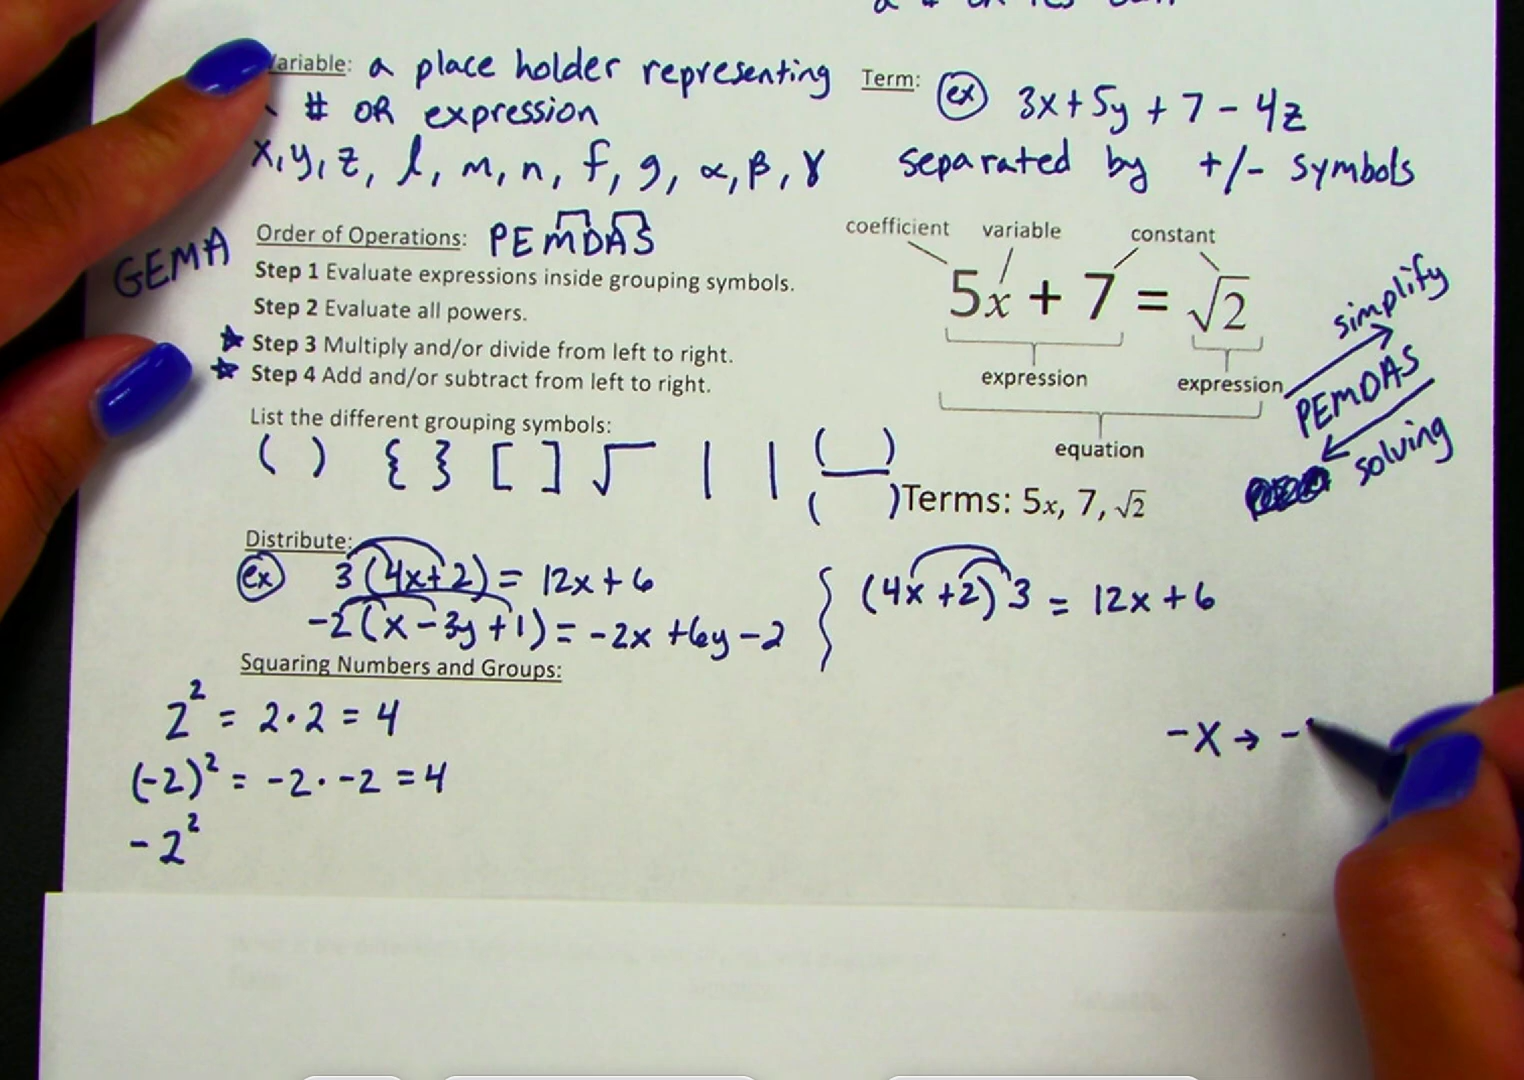 Variable: a place holder representing
# OR expression
x, y, z, l, m, n, f, g, α, β, γ
Term: ex 3x + 5y + 7 - 4z
separated by +/- symbols
GEMA
Order of Operations: PEMDAS
Step 1 Evaluate expressions inside grouping symbols.
Step 2 Evaluate all powers.
★ Step 3 Multiply and/or divide from left to right.
★ Step 4 Add and/or subtract from left to right.
List the different grouping symbols:
( ) { } [ ] √ | | ( )
( )
coefficient variable constant
5x + 7 = √2
expression expression
equation
Terms: 5x, 7, √2
simplify
PEMDAS
solving
Distribute:
ex 3(4x+2) = 12x+6
-2(x-3y+1) = -2x+6y-2
(4x+2)3 = 12x+6
Squaring Numbers and Groups:
2² = 2·2 = 4
(-2)² = -2·-2 = 4
-2²
-x → -